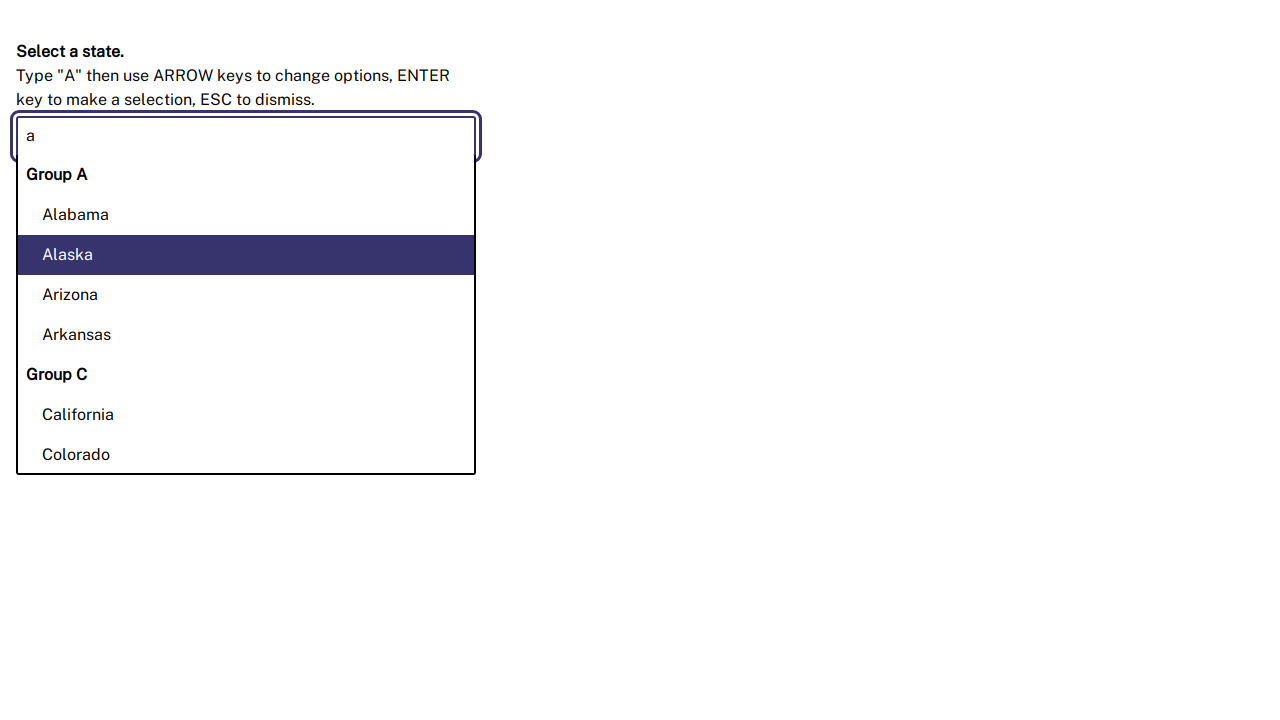 Select a state.
Type "A" then use ARROW keys to change options, ENTER
key to make a selection, ESC to dismiss.
a
Group A
Alabama
Alaska
Arizona
Arkansas
Group C
California
Colorado